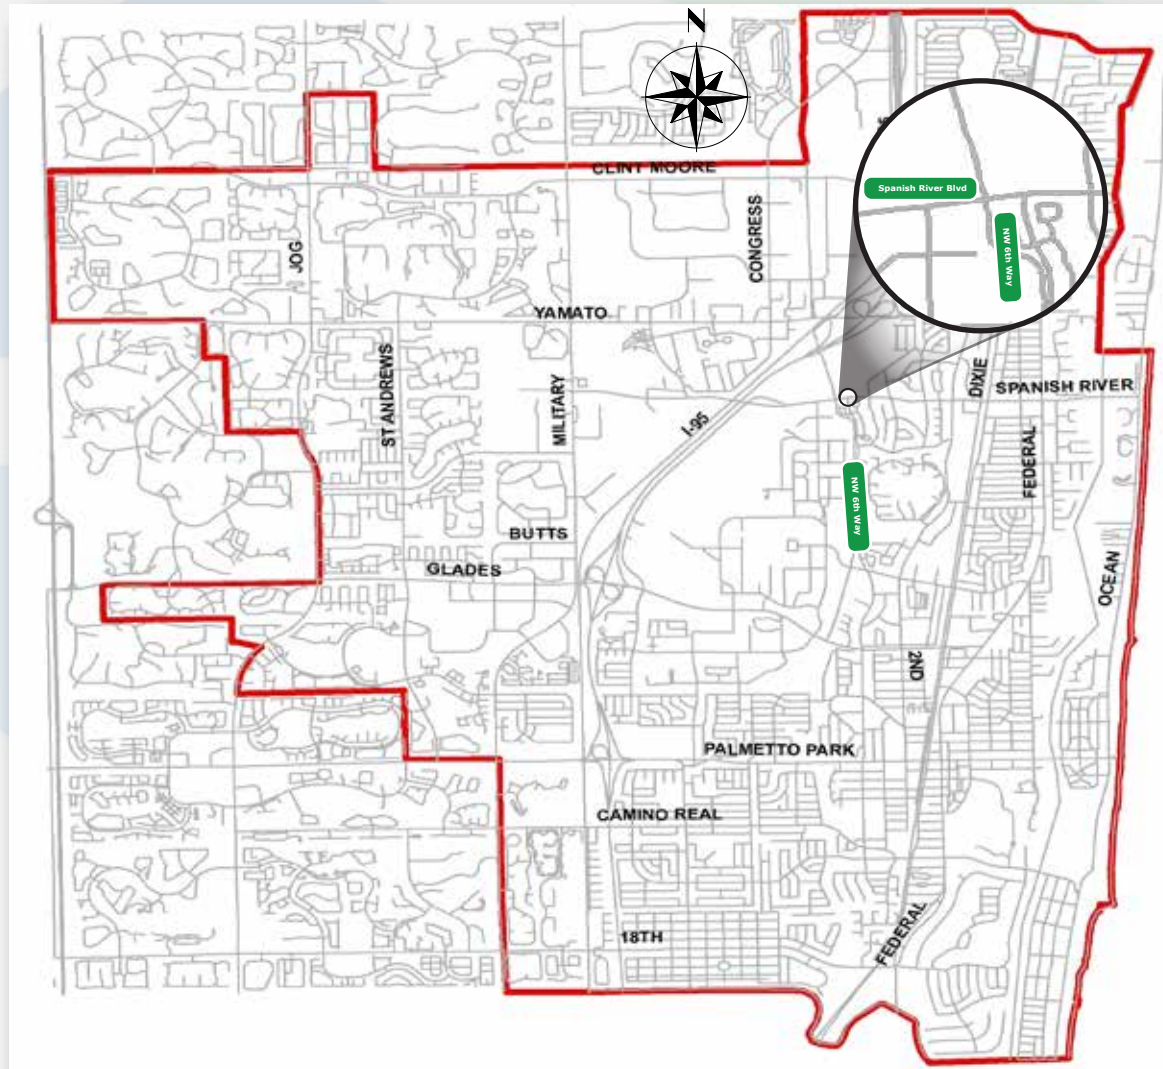 N
CLINT MOORE
Spanish River Blvd
NW 6th Way
JOG
CONGRESS
YAMATO
ST ANDREWS
MILITARY
I-95
DIXIE
SPANISH RIVER
FEDERAL
NW 6th Way
BUTTS
GLADES
OCEAN
2ND
PALMETTO PARK
CAMINO REAL
18TH
FEDERAL